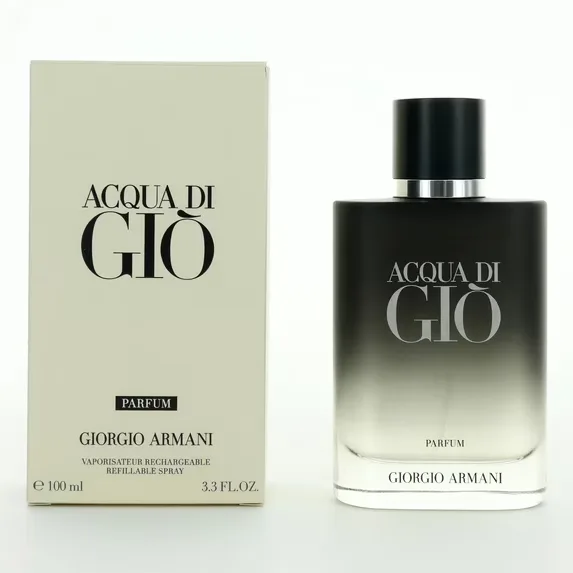 ACQUA DI
GIÒ
PARFUM
GIORGIO ARMANI
VAPORISATEUR RECHARGEABLE
REFILLABLE SPRAY
℮ 100 ml 3.3 FL.OZ.
ACQUA DI
GIÒ
PARFUM
GIORGIO ARMANI